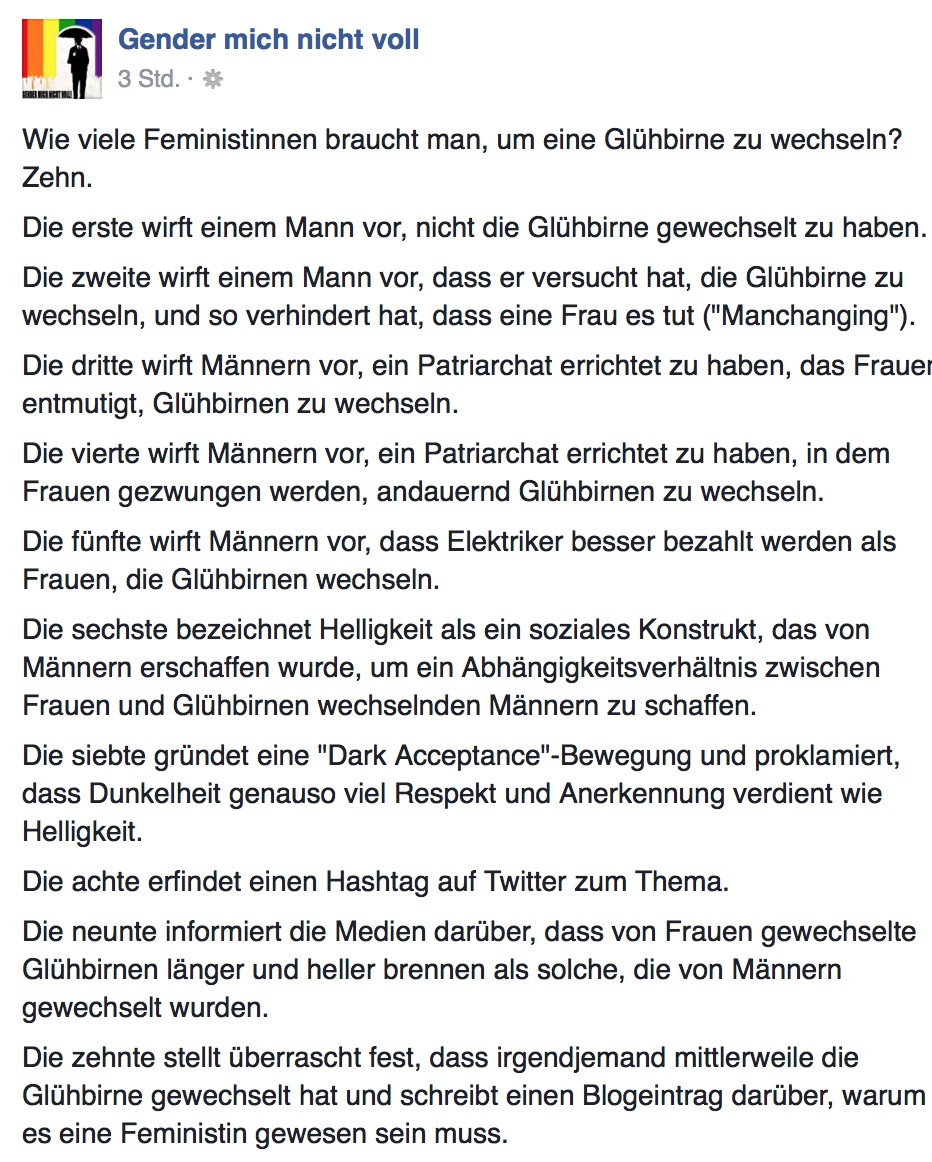 Gender mich nicht voll
3 Std. ·
GENDER MICH NICHT VOLL!
Wie viele Feministinnen braucht man, um eine Glühbirne zu wechseln?
Zehn.
Die erste wirft einem Mann vor, nicht die Glühbirne gewechselt zu haben.
Die zweite wirft einem Mann vor, dass er versucht hat, die Glühbirne zu
wechseln, und so verhindert hat, dass eine Frau es tut ("Manchanging").
Die dritte wirft Männern vor, ein Patriarchat errichtet zu haben, das Frauen
entmutigt, Glühbirnen zu wechseln.
Die vierte wirft Männern vor, ein Patriarchat errichtet zu haben, in dem
Frauen gezwungen werden, andauernd Glühbirnen zu wechseln.
Die fünfte wirft Männern vor, dass Elektriker besser bezahlt werden als
Frauen, die Glühbirnen wechseln.
Die sechste bezeichnet Helligkeit als ein soziales Konstrukt, das von
Männern erschaffen wurde, um ein Abhängigkeitsverhältnis zwischen
Frauen und Glühbirnen wechselnden Männern zu schaffen.
Die siebte gründet eine "Dark Acceptance"-Bewegung und proklamiert,
dass Dunkelheit genauso viel Respekt und Anerkennung verdient wie
Helligkeit.
Die achte erfindet einen Hashtag auf Twitter zum Thema.
Die neunte informiert die Medien darüber, dass von Frauen gewechselte
Glühbirnen länger und heller brennen als solche, die von Männern
gewechselt wurden.
Die zehnte stellt überrascht fest, dass irgendjemand mittlerweile die
Glühbirne gewechselt hat und schreibt einen Blogeintrag darüber, warum
es eine Feministin gewesen sein muss.